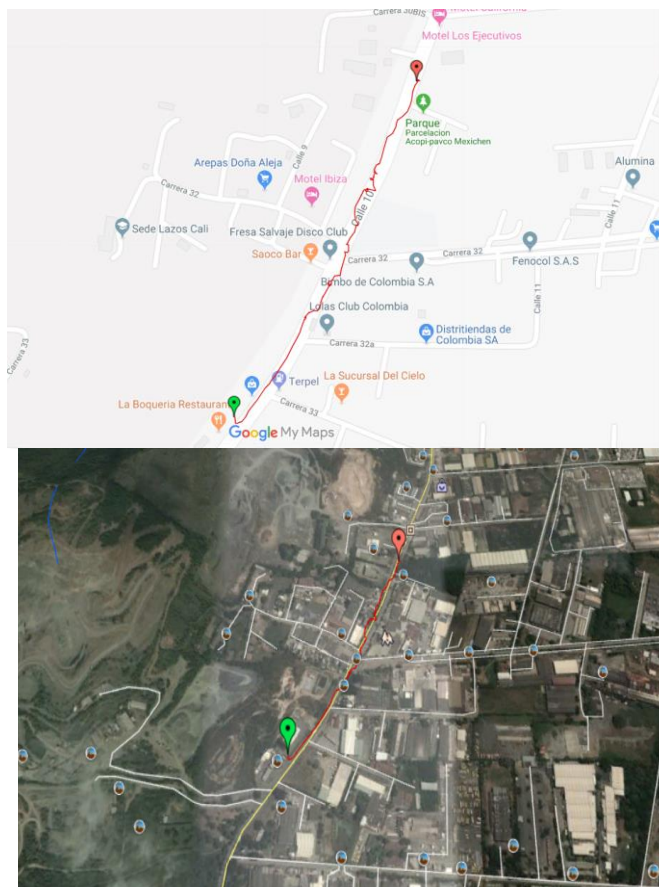 Carrera 30BIS
Motel California
Motel Los Ejecutivos
Parque
Parcelacion
Acopi-pavco Mexichen
Calle 9
Arepas Doña Aleja
Alumina
Carrera 32
Motel Ibiza
Calle 10
Calle 11
Sede Lazos Cali
Fresa Salvaje Disco Club
Saoco Bar
Carrera 32
Carrera 32
Bimbo de Colombia S.A
Fenocol S.A.S
Calle 11
Lolas Club Colombia
Distritiendas de
Colombia SA
Carrera 32a
Carrera 33
Terpel
La Sucursal Del Cielo
La Boqueria Restauran
Carrera 33
Google My Maps